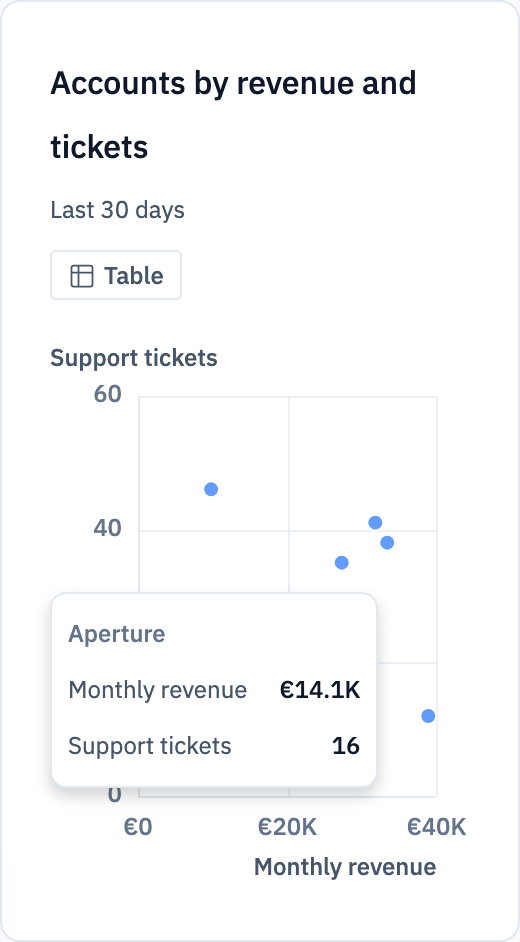 Accounts by revenue and
tickets
Last 30 days
Table
Support tickets
60
40
Aperture
Monthly revenue €14.1K
Support tickets 16
0
€0 €20K €40K
Monthly revenue